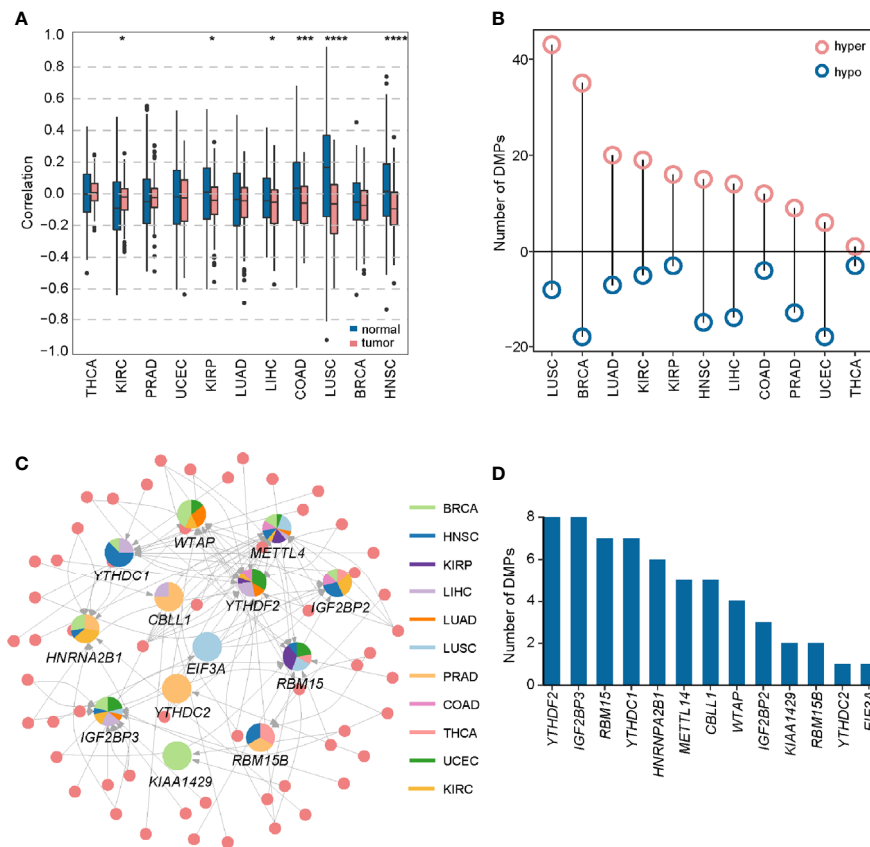 A
Correlation
1.0
0.8
0.6
0.4
0.2
0.0
−0.2
−0.4
−0.6
−0.8
−1.0
* * * *** **** ****
normal
tumor
THCA
KIRC
PRAD
UCEC
KIRP
LUAD
LIHC
COAD
LUSC
BRCA
HNSC
B
Number of DMPs
40
20
0
−20
hyper
hypo
LUSC
BRCA
LUAD
KIRC
KIRP
HNSC
LIHC
COAD
PRAD
UCEC
THCA
C
WTAP
METTL4
YTHDC1
YTHDF2
IGF2BP2
CBLL1
HNRNA2B1
EIF3A
RBM15
YTHDC2
IGF2BP3
RBM15B
KIAA1429
BRCA
HNSC
KIRP
LIHC
LUAD
LUSC
PRAD
COAD
THCA
UCEC
KIRC
D
Number of DMPs
8
6
4
2
0
YTHDF2
IGF2BP3
RBM15
YTHDC1
HNRNPA2B1
METTL14
CBLL1
WTAP
IGF2BP2
KIAA1429
RBM15B
YTHDC2
EIF3A